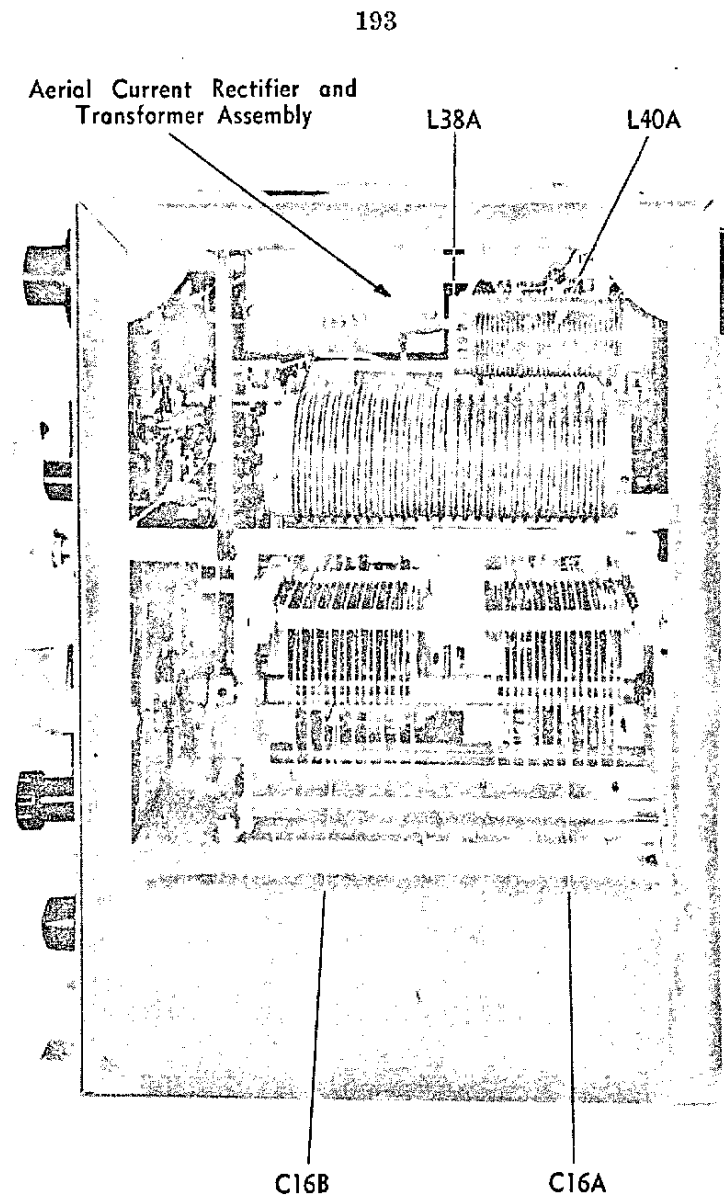 193
Aerial Current Rectifier and
Transformer Assembly
L38A
L40A
C16B
C16A